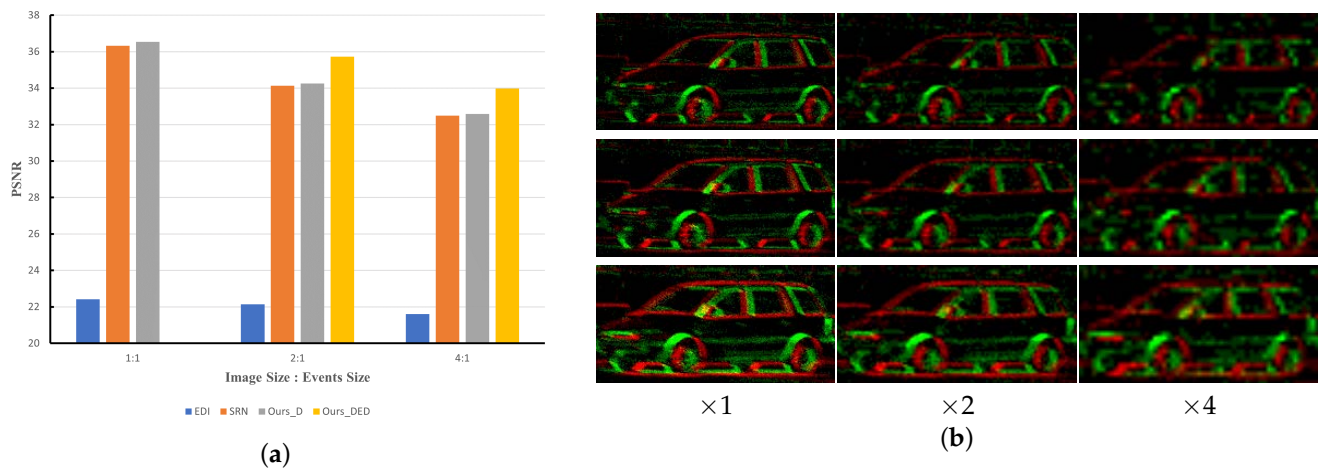 38
36
34
32
30
28
26
24
22
20
PSNR
1:1 2:1 4:1
Image Size : Events Size
EDI SRN Ours_D Ours_DED
(a)
×1 ×2 ×4
(b)